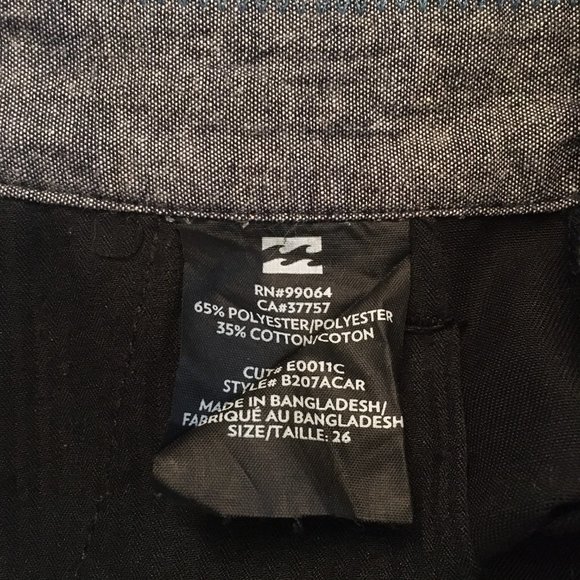 RN#99064
CA#37757
65% POLYESTER/POLYESTER
35% COTTON/COTON
CUT# E0011C
STYLE# B207ACAR
MADE IN BANGLADESH/
FABRIQUÉ AU BANGLADESH
SIZE/TAILLE: 26